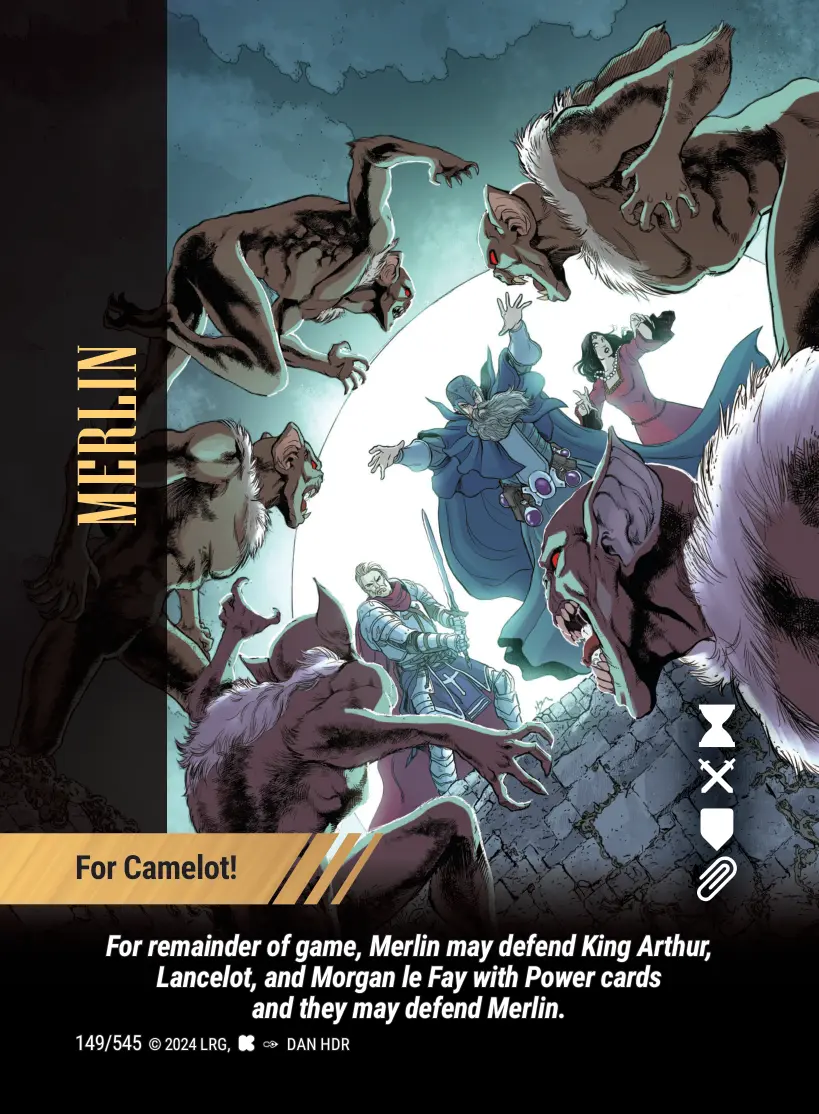 MERLIN
For Camelot!
For remainder of game, Merlin may defend King Arthur,
Lancelot, and Morgan le Fay with Power cards
and they may defend Merlin.
149/545 © 2024 LRG, K DAN HDR